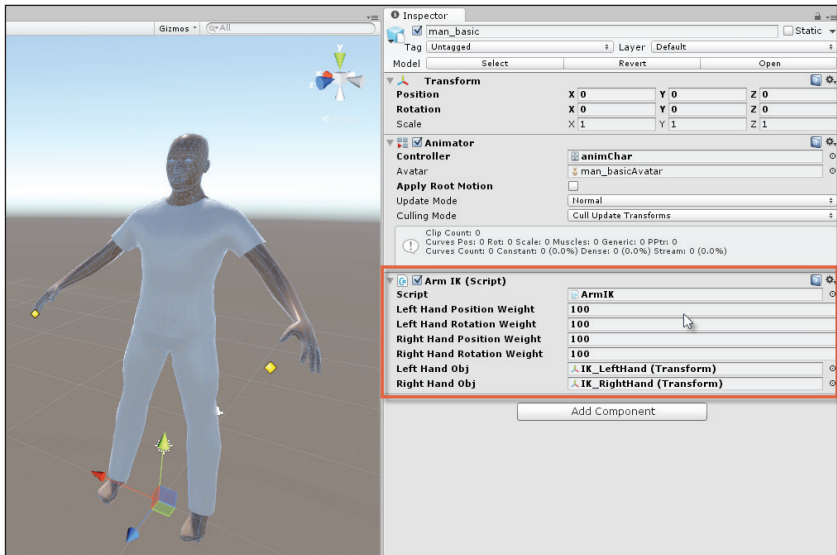 Inspector
Gizmos All
man_basic Static
Tag Untagged Layer Default
Model Select Revert Open
Transform
Position X 0 Y 0 Z 0
Rotation X 0 Y 0 Z 0
Scale X 1 Y 1 Z 1
Animator
Controller animChar
Avatar man_basicAvatar
Apply Root Motion
Update Mode Normal
Culling Mode Cull Update Transforms
Clip Count: 0
Curves Pos: 0 Rot: 0 Scale: 0 Muscles: 0 Generic: 0 PPtr: 0
Curves Count: 0 Constant: 0 (0.0%) Dense: 0 (0.0%) Stream: 0 (0.0%)
Arm IK (Script)
Script ArmIK
Left Hand Position Weight 100
Left Hand Rotation Weight 100
Right Hand Position Weight 100
Right Hand Rotation Weight 100
Left Hand Obj IK_LeftHand (Transform)
Right Hand Obj IK_RightHand (Transform)
Add Component
y
x
z